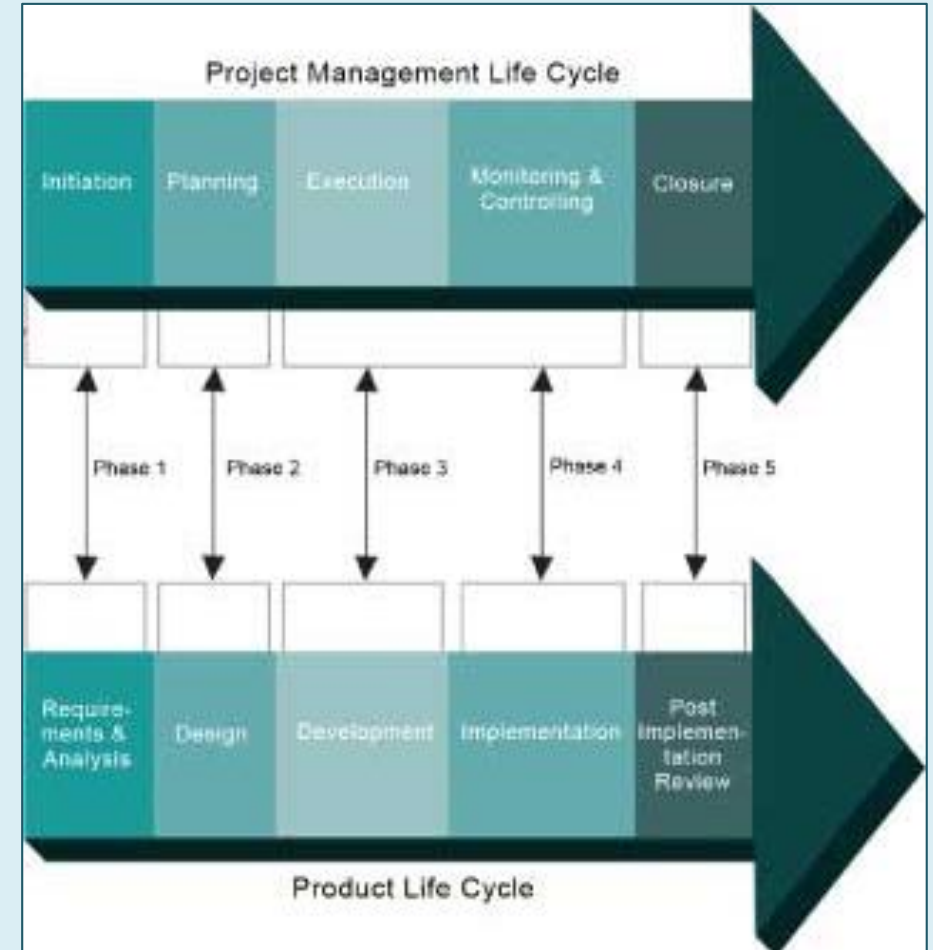 Project Management Life Cycle
Initiation
Planning
Execution
Monitoring &
Controlling
Closure
Phase 1
Phase 2
Phase 3
Phase 4
Phase 5
Require-
ments &
Analysis
Design
Development
Implementation
Post
Implemen-
tation
Review
Product Life Cycle